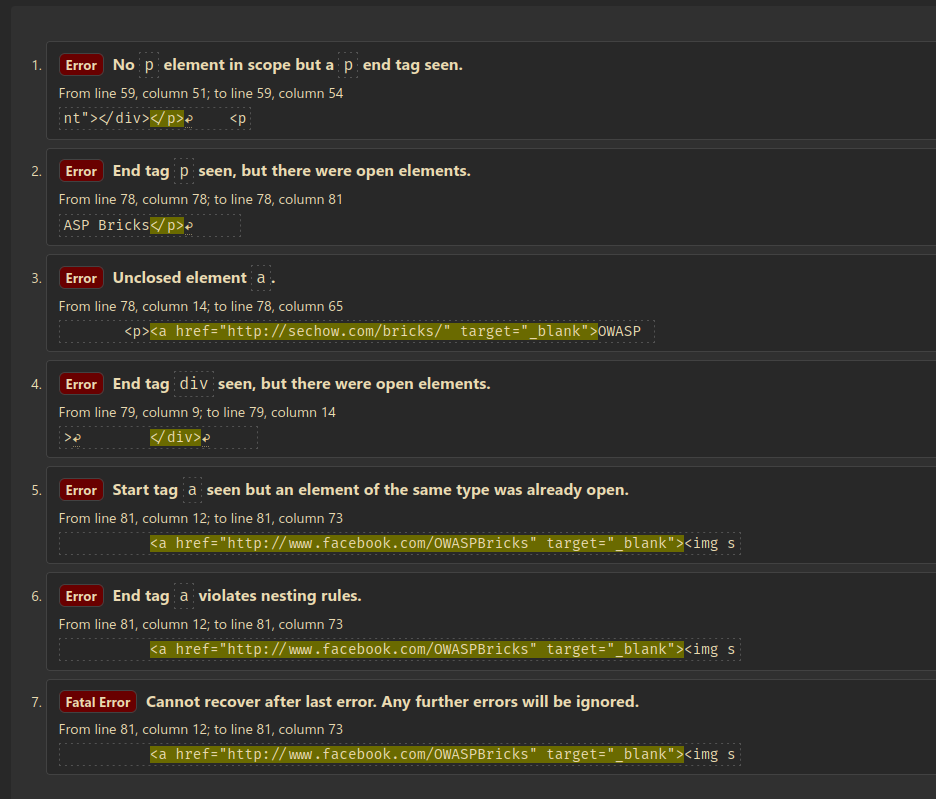 1. Error No p element in scope but a p end tag seen.
From line 59, column 51; to line 59, column 54
nt"></div></p>↩    <p
2. Error End tag p seen, but there were open elements.
From line 78, column 78; to line 78, column 81
ASP Bricks</p>↩
3. Error Unclosed element a.
From line 78, column 14; to line 78, column 65
<p><a href="http://sechow.com/bricks/" target="_blank">OWASP
4. Error End tag div seen, but there were open elements.
From line 79, column 9; to line 79, column 14
>↩        </div>↩
5. Error Start tag a seen but an element of the same type was already open.
From line 81, column 12; to line 81, column 73
<a href="http://www.facebook.com/OWASPBricks" target="_blank"><img s
6. Error End tag a violates nesting rules.
From line 81, column 12; to line 81, column 73
<a href="http://www.facebook.com/OWASPBricks" target="_blank"><img s
7. Fatal Error Cannot recover after last error. Any further errors will be ignored.
From line 81, column 12; to line 81, column 73
<a href="http://www.facebook.com/OWASPBricks" target="_blank"><img s